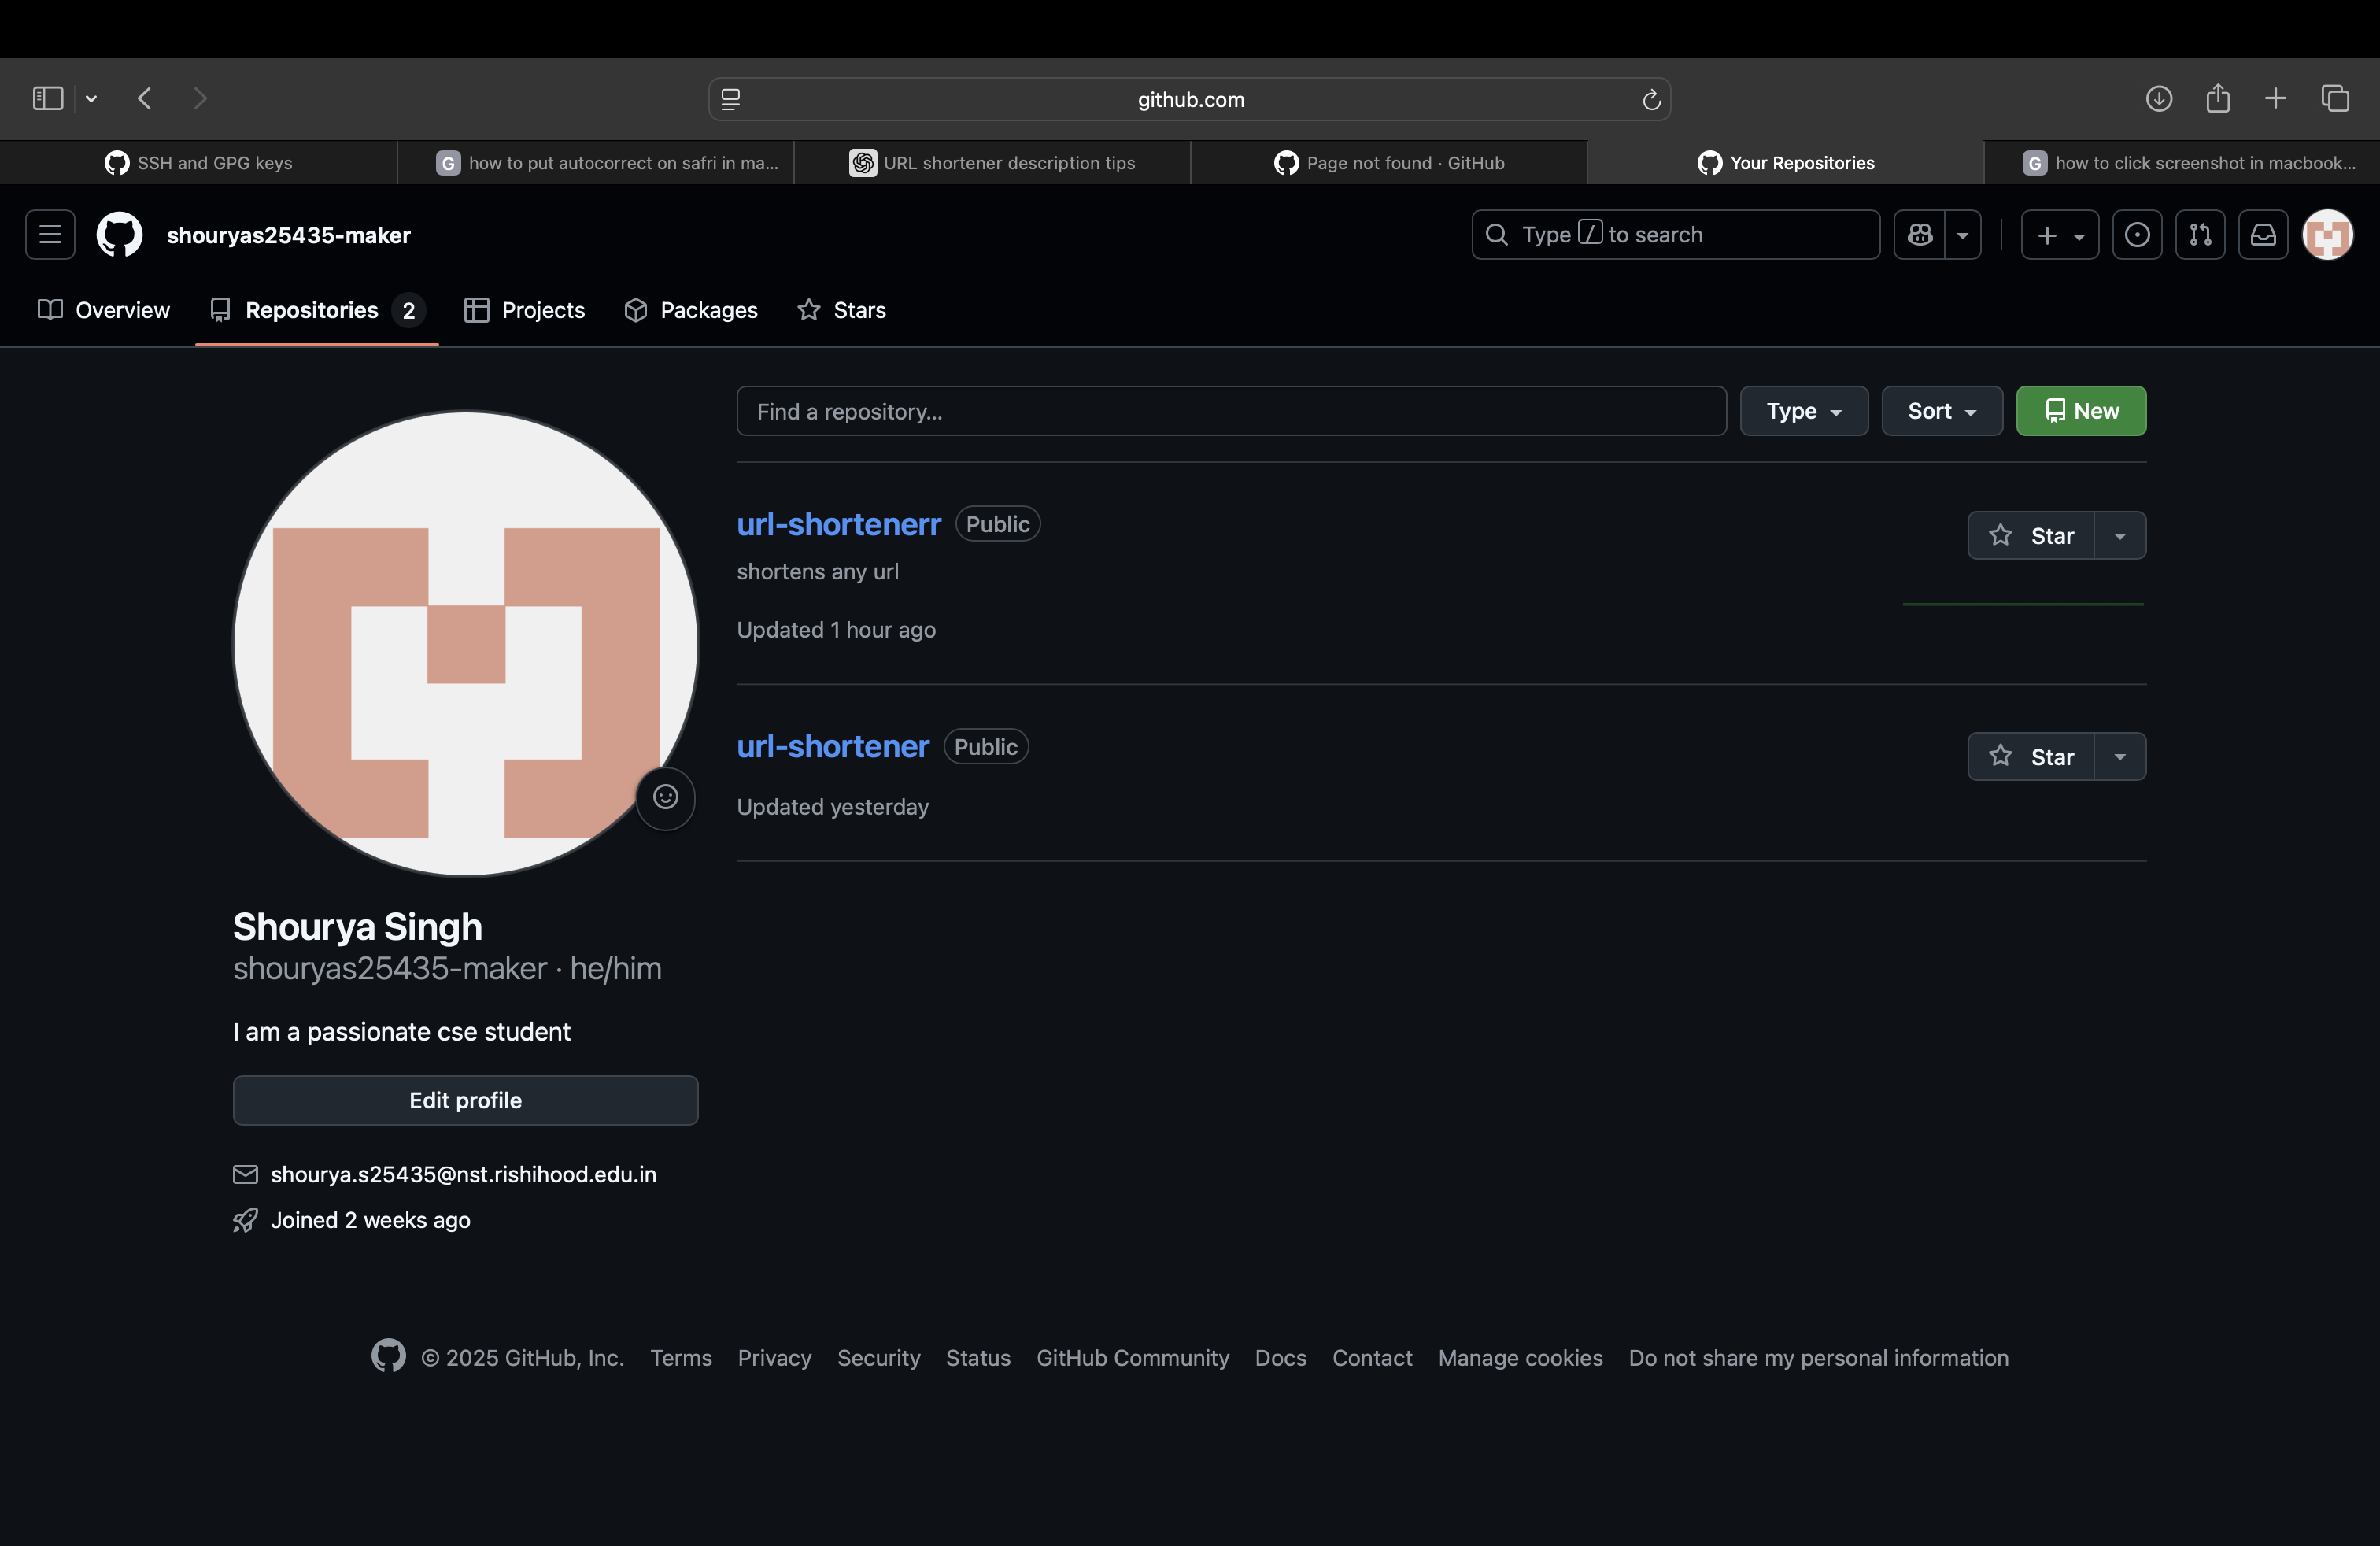 github.com
SSH and GPG keys
G how to put autocorrect on safri in ma...
URL shortener description tips
Page not found · GitHub
Your Repositories
G how to click screenshot in macbook...
shouryas25435-maker
Type / to search
Overview
Repositories 2
Projects
Packages
Stars
Find a repository...
Type
Sort
New
url-shortenerr Public
Star
shortens any url
Updated 1 hour ago
url-shortener Public
Star
Updated yesterday
Shourya Singh
shouryas25435-maker · he/him
I am a passionate cse student
Edit profile
shourya.s25435@nst.rishihood.edu.in
Joined 2 weeks ago
© 2025 GitHub, Inc. Terms Privacy Security Status GitHub Community Docs Contact Manage cookies Do not share my personal information